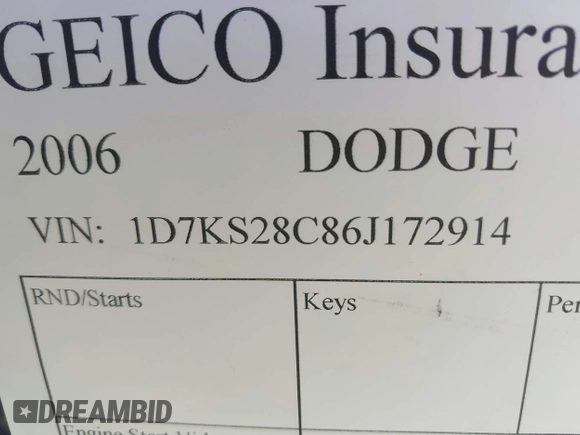 GEICO Insura
2006 DODGE
VIN: 1D7KS28C86J172914
RND/Starts Keys Per
DREAMBID